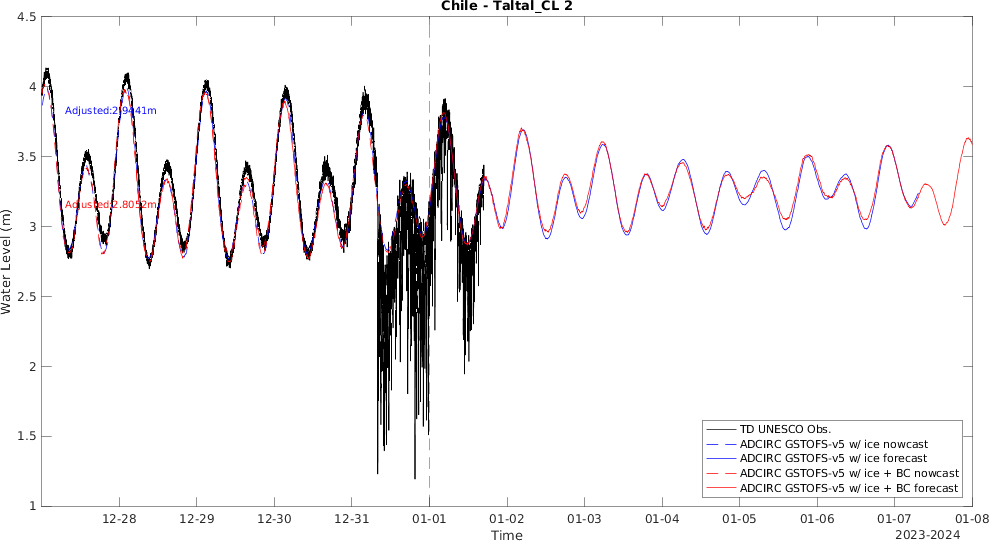 Chile - Taltal_CL 2
4.5
4
3.5
3
2.5
2
1.5
1
Water Level (m)
Adjusted:2.9441m
Adjusted:2.8052m
TD UNESCO Obs.
ADCIRC GSTOFS-v5 w/ ice nowcast
ADCIRC GSTOFS-v5 w/ ice forecast
ADCIRC GSTOFS-v5 w/ ice + BC nowcast
ADCIRC GSTOFS-v5 w/ ice + BC forecast
12-28 12-29 12-30 12-31 01-01 01-02 01-03 01-04 01-05 01-06 01-07 01-08
Time
2023-2024